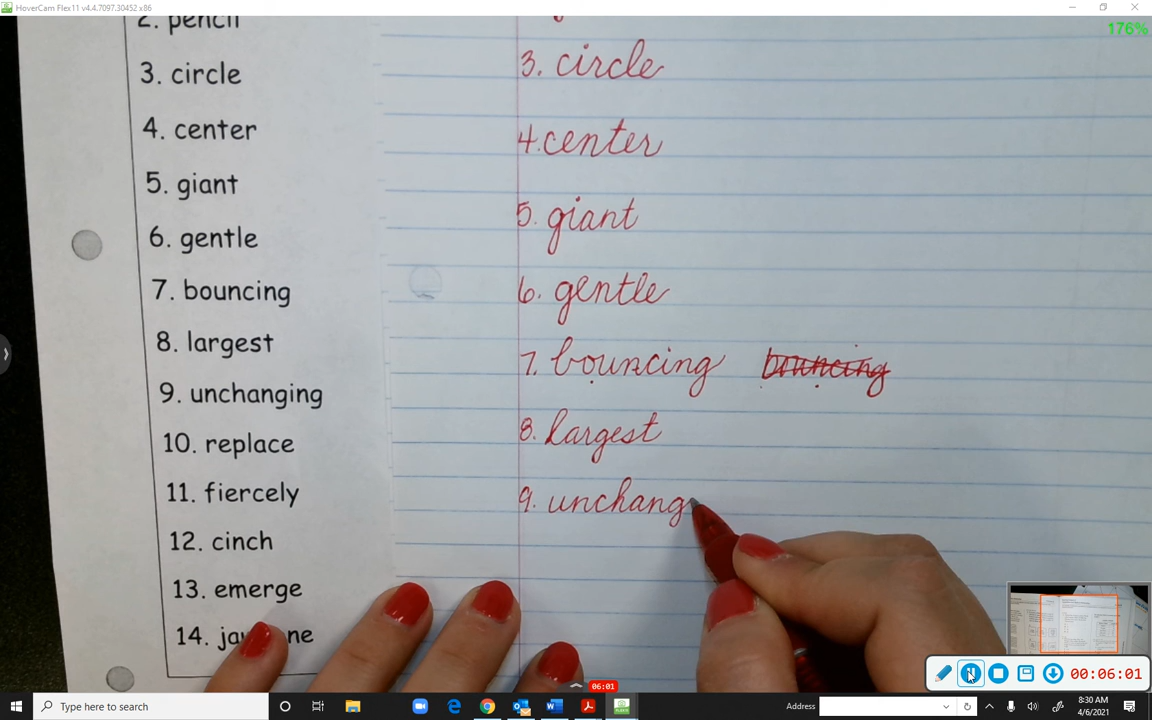 HoverCam Flex11 v4.4.7097.30452 x86
176%
2. pencil
3. circle
4. center
5. giant
6. gentle
7. bouncing
8. largest
9. unchanging
10. replace
11. fiercely
12. cinch
13. emerge
14.
3. circle
4. center
5. giant
6. gentle
7. bouncing bouncing
8. largest
9. unchang
00:06:01
06:01
Type here to search
Address
8:30 AM
4/6/2021